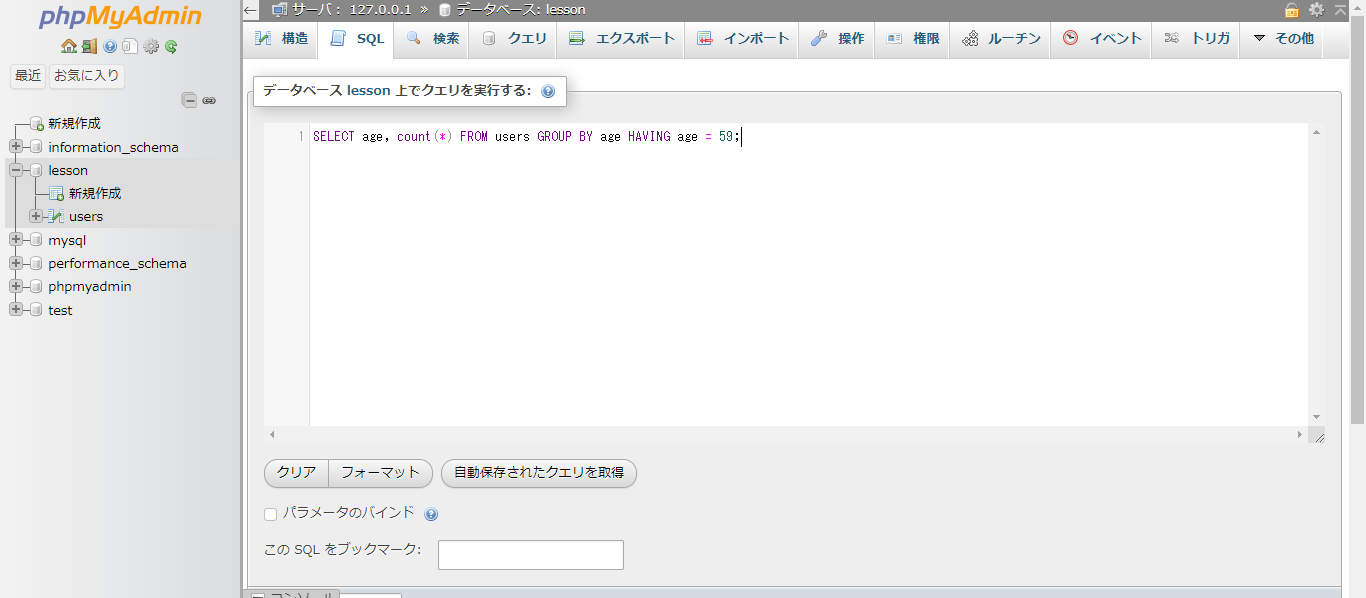 phpMyAdmin
最近 お気に入り
新規作成
information_schema
lesson
新規作成
users
mysql
performance_schema
phpmyadmin
test
サーバ： 127.0.0.1 » データベース: lesson
構造 SQL 検索 クエリ エクスポート インポート 操作 権限 ルーチン イベント トリガ その他
データベース lesson 上でクエリを実行する:
1 SELECT age, count(*) FROM users GROUP BY age HAVING age = 59;
クリア フォーマット 自動保存されたクエリを取得
パラメータのバインド
この SQL をブックマーク:
コンソール